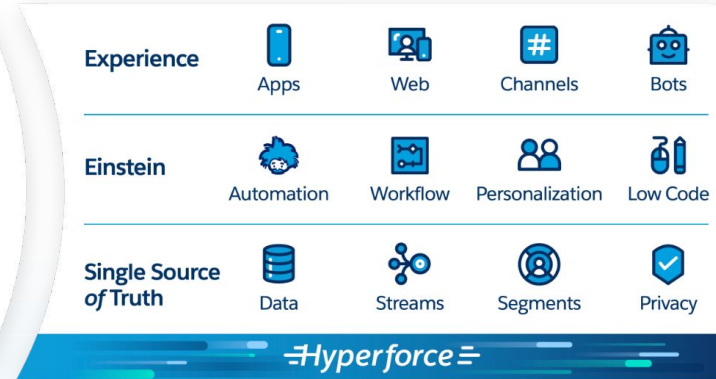 Experience
Apps
Web
#
Channels
Bots
Einstein
Automation
Workflow
Personalization
Low Code
Single Source
of Truth
Data
Streams
Segments
Privacy
Hyperforce